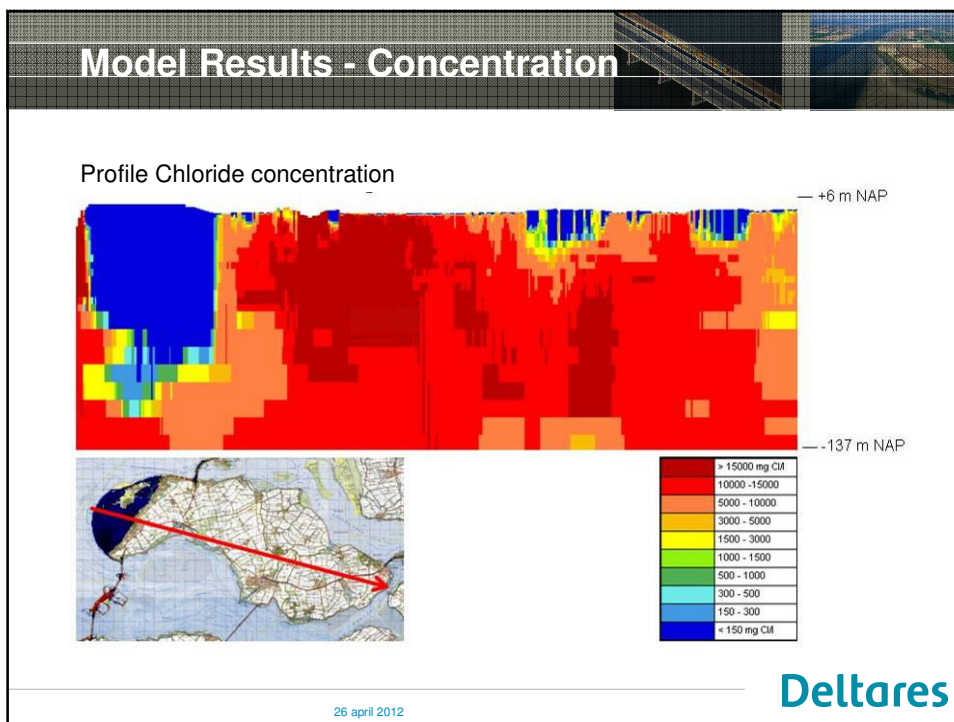 Model Results - Concentration
Profile Chloride concentration
+6 m NAP
-137 m NAP
> 15000 mg Cl/l
10000 -15000
5000 - 10000
3000 - 5000
1500 - 3000
1000 - 1500
500 - 1000
300 - 500
150 - 300
< 150 mg Cl/l
Deltares
26 april 2012